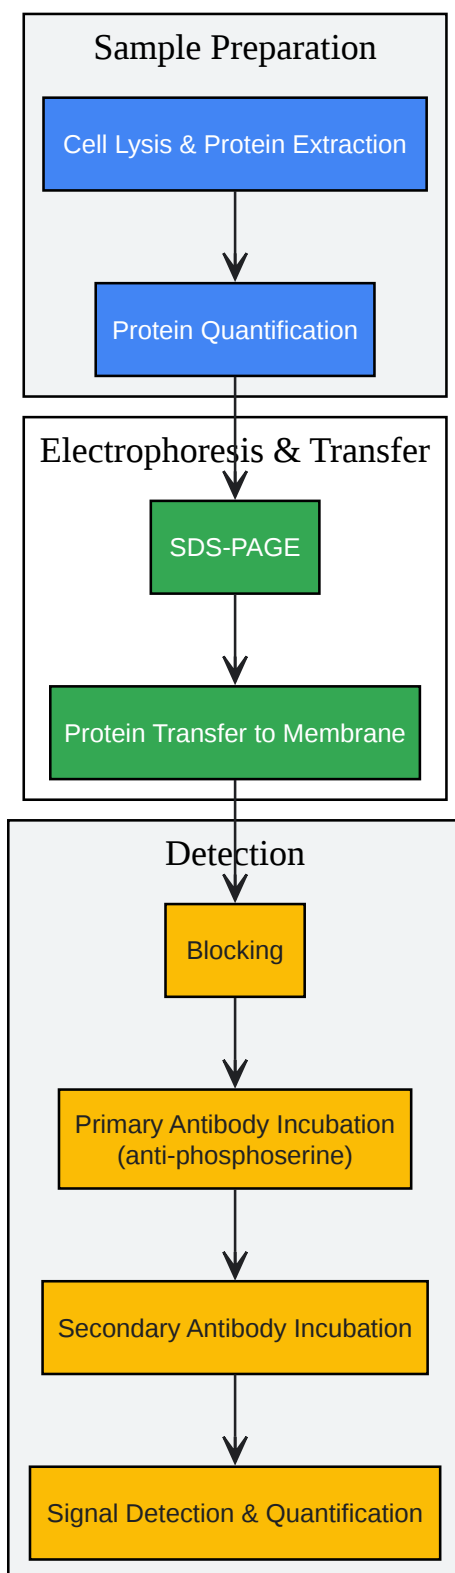 Sample Preparation
Cell Lysis & Protein Extraction
Protein Quantification
Electrophoresis & Transfer
SDS-PAGE
Protein Transfer to Membrane
Detection
Blocking
Primary Antibody Incubation
(anti-phosphoserine)
Secondary Antibody Incubation
Signal Detection & Quantification